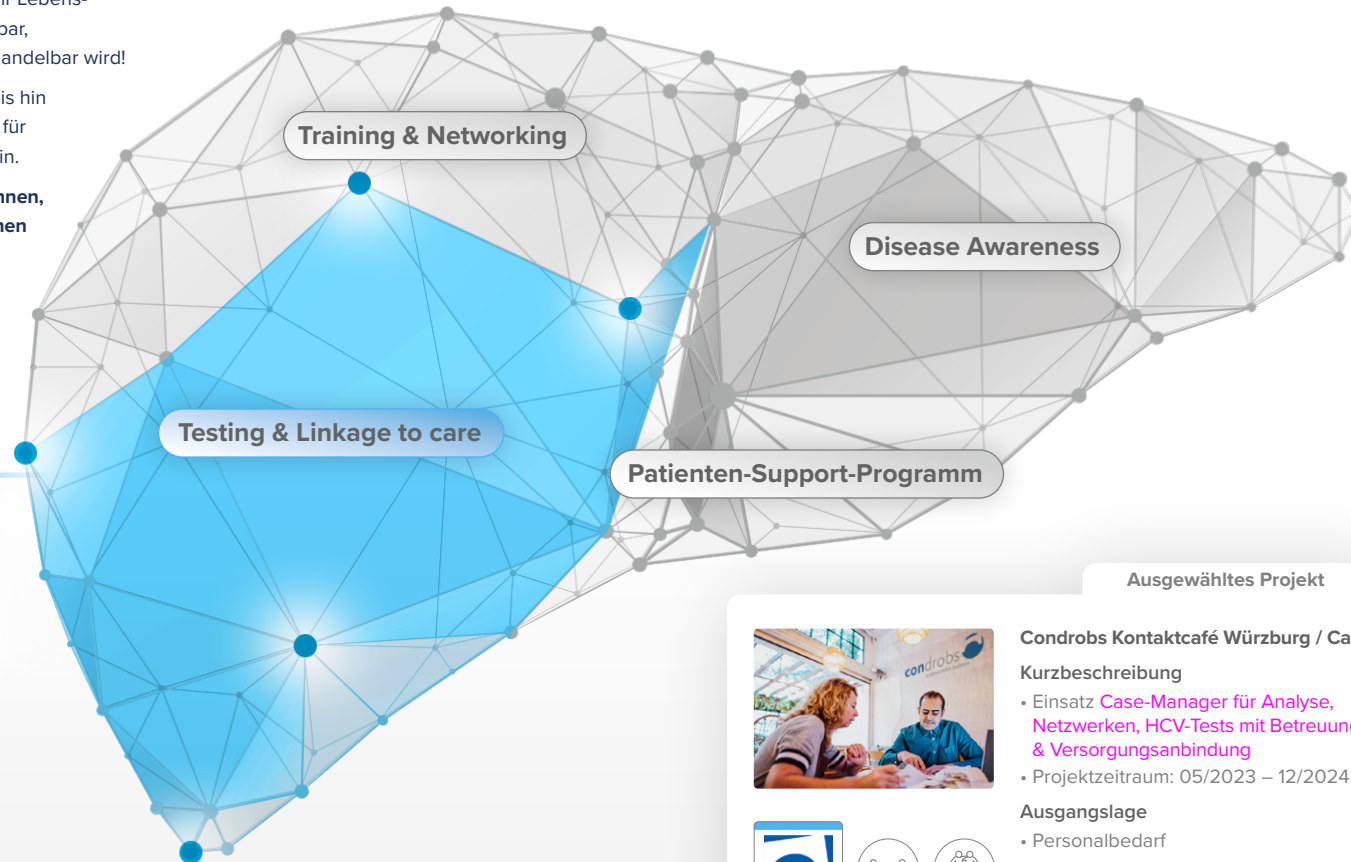 bar,
andelbar wird!
is hin
für
in.
nnen,
nen
Training & Networking
Disease Awareness
Testing & Linkage to care
Patienten-Support-Programm
Ausgewähltes Projekt
Condrobs Kontaktcafé Würzburg / Ca
Kurzbeschreibung
• Einsatz Case-Manager für Analyse,
Netzwerken, HCV-Tests mit Betreuung
& Versorgungsanbindung
• Projektzeitraum: 05/2023 – 12/2024
Ausgangslage
• Personalbedarf
condrobs